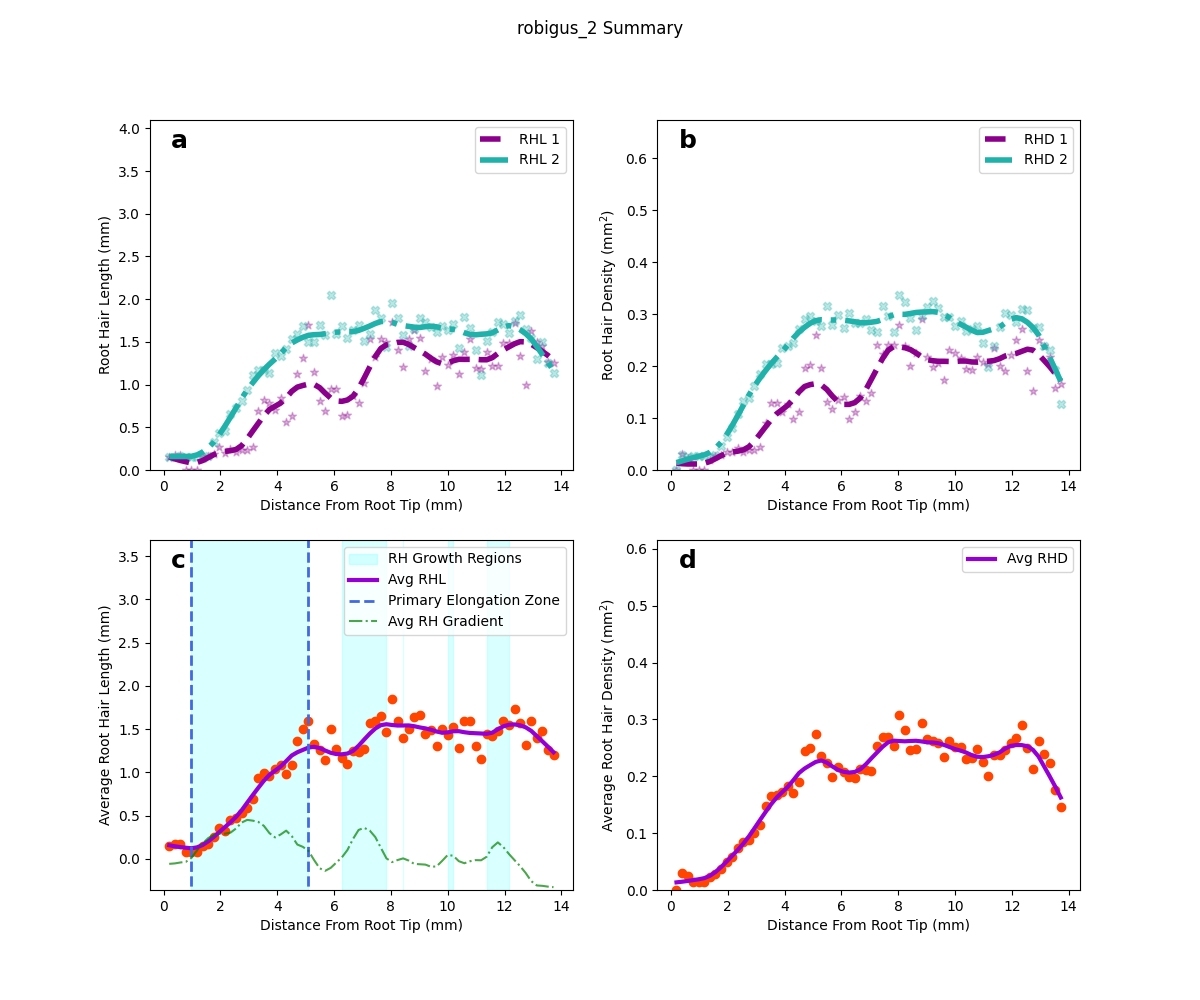 robigus_2 Summary
a
RHL 1
RHL 2
4.0
3.5
3.0
2.5
2.0
1.5
1.0
0.5
0.0
Root Hair Length (mm)
0 2 4 6 8 10 12 14
Distance From Root Tip (mm)
b
RHD 1
RHD 2
0.6
0.5
0.4
0.3
0.2
0.1
0.0
Root Hair Density (mm²)
0 2 4 6 8 10 12 14
Distance From Root Tip (mm)
c
RH Growth Regions
Avg RHL
Primary Elongation Zone
Avg RH Gradient
3.5
3.0
2.5
2.0
1.5
1.0
0.5
0.0
Average Root Hair Length (mm)
0 2 4 6 8 10 12 14
Distance From Root Tip (mm)
d
Avg RHD
0.6
0.5
0.4
0.3
0.2
0.1
0.0
Average Root Hair Density (mm²)
0 2 4 6 8 10 12 14
Distance From Root Tip (mm)